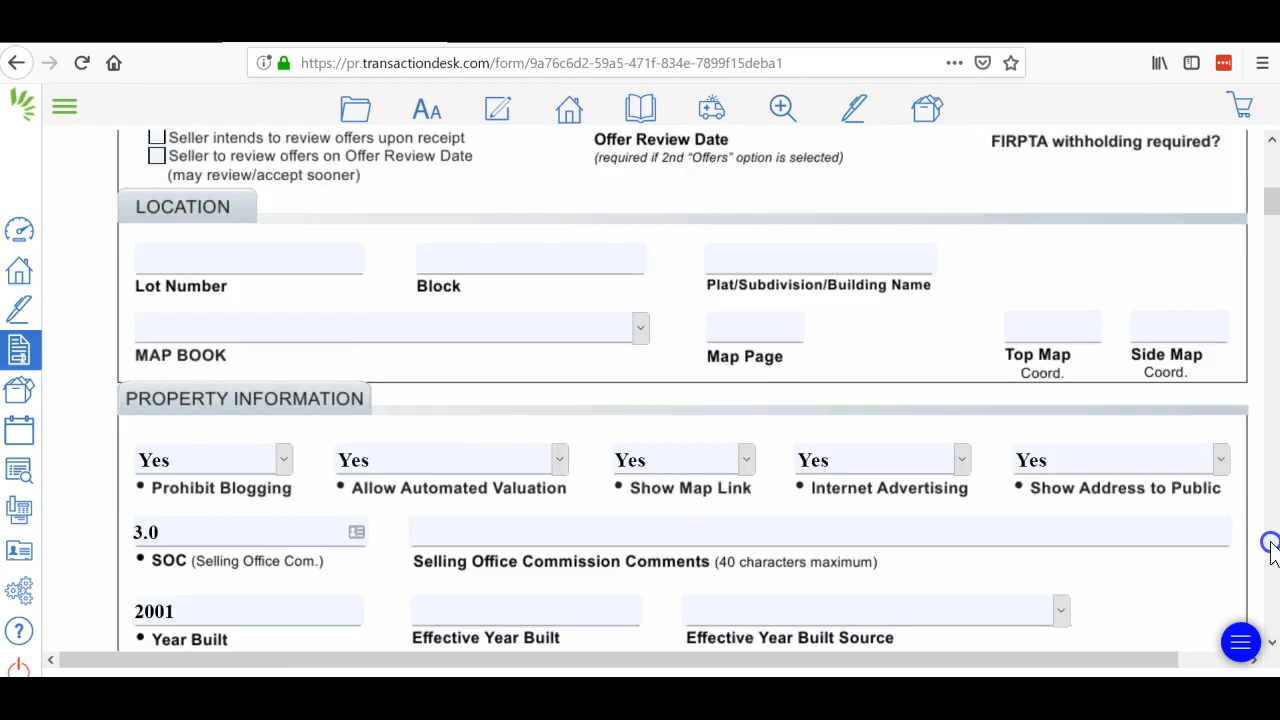 https://pr.transactiondesk.com/form/9a76c6d2-59a5-471f-834e-7899f15deba1
AA
Seller intends to review offers upon receipt
Seller to review offers on Offer Review Date
(may review/accept sooner)
Offer Review Date
(required if 2nd "Offers" option is selected)
FIRPTA withholding required?
LOCATION
Lot Number
Block
Plat/Subdivision/Building Name
MAP BOOK
Map Page
Top Map
Coord.
Side Map
Coord.
PROPERTY INFORMATION
Yes
Yes
Yes
Yes
Yes
• Prohibit Blogging
• Allow Automated Valuation
• Show Map Link
• Internet Advertising
• Show Address to Public
3.0
• SOC (Selling Office Com.)
Selling Office Commission Comments (40 characters maximum)
2001
• Year Built
Effective Year Built
Effective Year Built Source